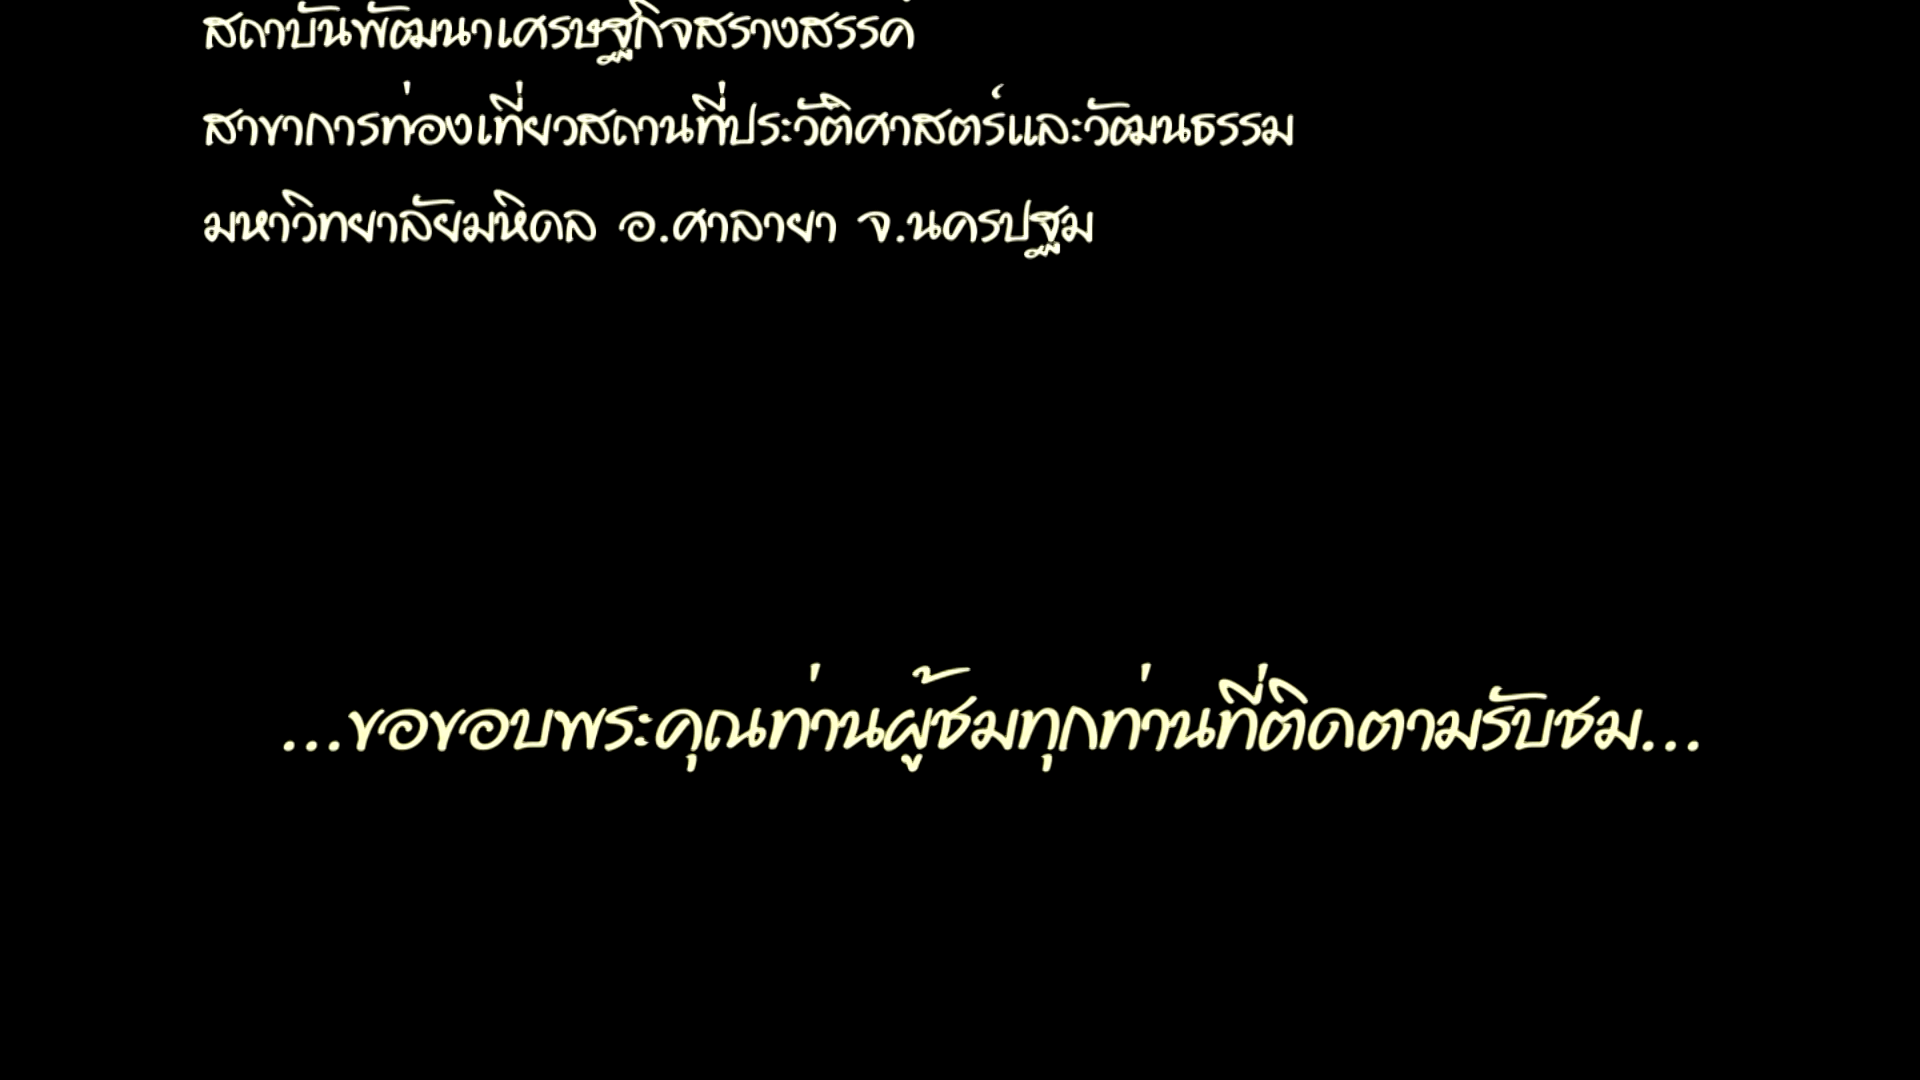 สถาบันพัฒนาเศรษฐกิจสรางสรรค์
สาขาการท่องเที่ยวสถานที่ประวัติศาสตร์และวัฒนธรรม
มหาวิทยาลัยมหิดล อ.ศาลายา จ.นครปฐม
...ขอขอบพระคุณท่านผู้ชมทุกท่านที่ติดตามรับชม...